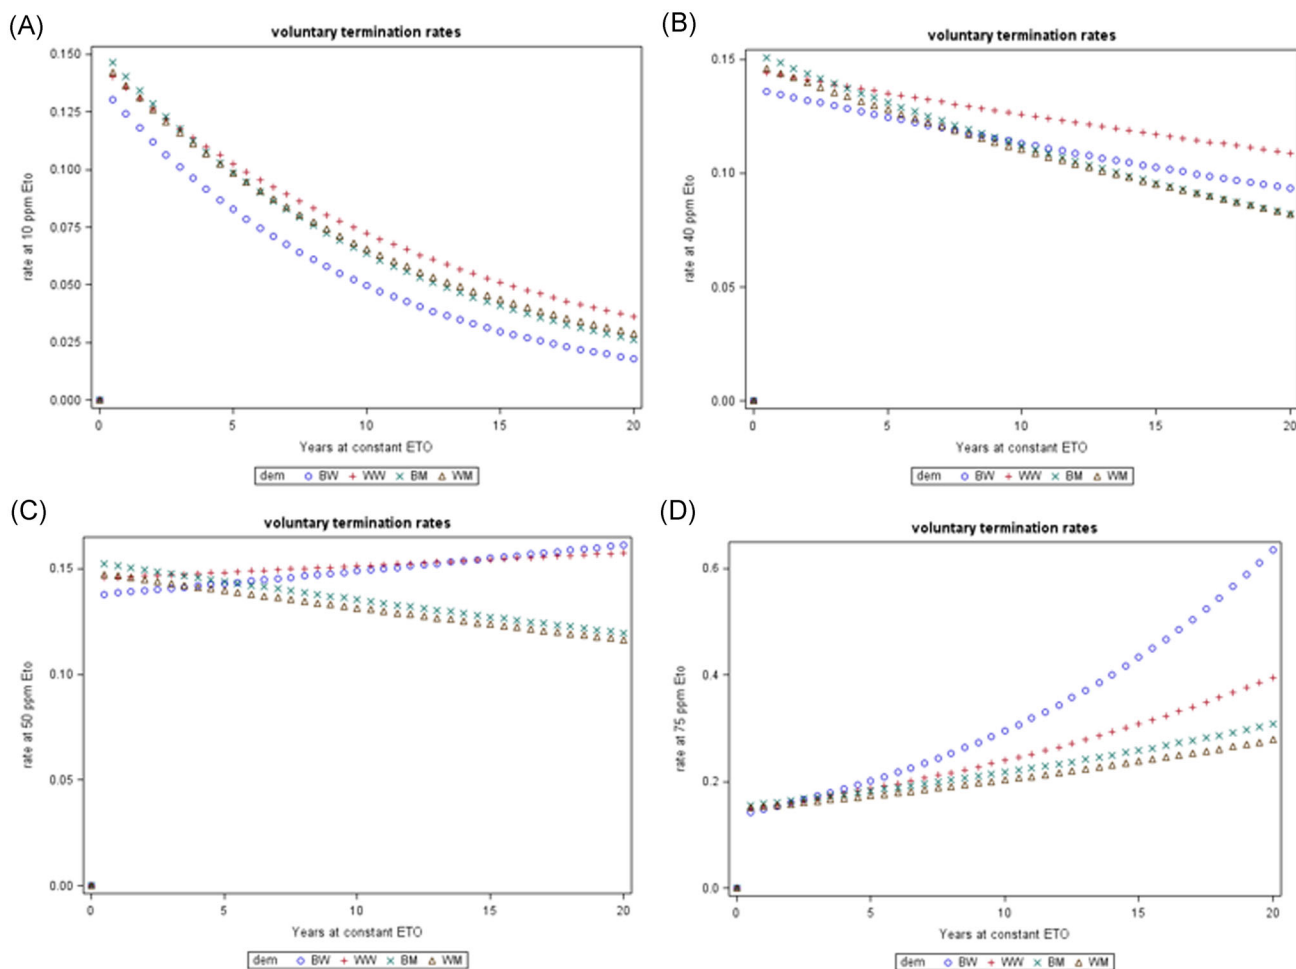 (A)
voluntary termination rates
rate at 10 ppm Eto
0.150
0.125
0.100
0.075
0.050
0.025
0.000
0 5 10 15 20
Years at constant ETO
dem BW WW BM WM
(B)
voluntary termination rates
rate at 40 ppm Eto
0.15
0.10
0.05
0.00
0 5 10 15 20
Years at constant ETO
dem BW WW BM WM
(C)
voluntary termination rates
rate at 50 ppm Eto
0.15
0.10
0.05
0.00
0 5 10 15 20
Years at constant ETO
dem BW WW BM WM
(D)
voluntary termination rates
rate at 75 ppm Eto
0.6
0.4
0.2
0.0
0 5 10 15 20
Years at constant ETO
dem BW WW BM WM